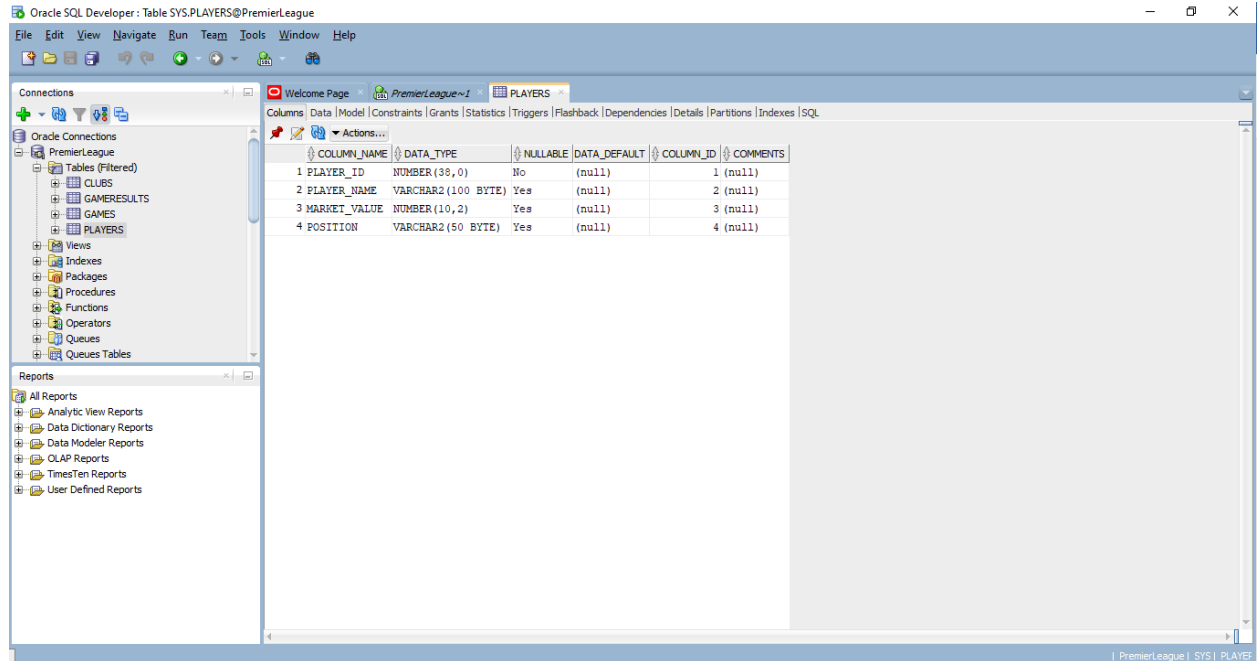 Oracle SQL Developer : Table SYS.PLAYERS@PremierLeague
File Edit View Navigate Run Team Tools Window Help
Connections
Oracle Connections
PremierLeague
Tables (Filtered)
CLUBS
GAMERESULTS
GAMES
PLAYERS
Views
Indexes
Packages
Procedures
Functions
Operators
Queues
Queues Tables
Reports
All Reports
Analytic View Reports
Data Dictionary Reports
Data Modeler Reports
OLAP Reports
TimesTen Reports
User Defined Reports
Welcome Page PremierLeague~1 PLAYERS
Columns Data |Model |Constraints |Grants |Statistics |Triggers |Flashback |Dependencies |Details |Partitions |Indexes |SQL
Actions...
COLUMN_NAME DATA_TYPE NULLABLE DATA_DEFAULT COLUMN_ID COMMENTS
1 PLAYER_ID NUMBER(38,0) No (null) 1 (null)
2 PLAYER_NAME VARCHAR2(100 BYTE) Yes (null) 2 (null)
3 MARKET_VALUE NUMBER(10,2) Yes (null) 3 (null)
4 POSITION VARCHAR2(50 BYTE) Yes (null) 4 (null)
| PremierLeague | SYS | PLAYER